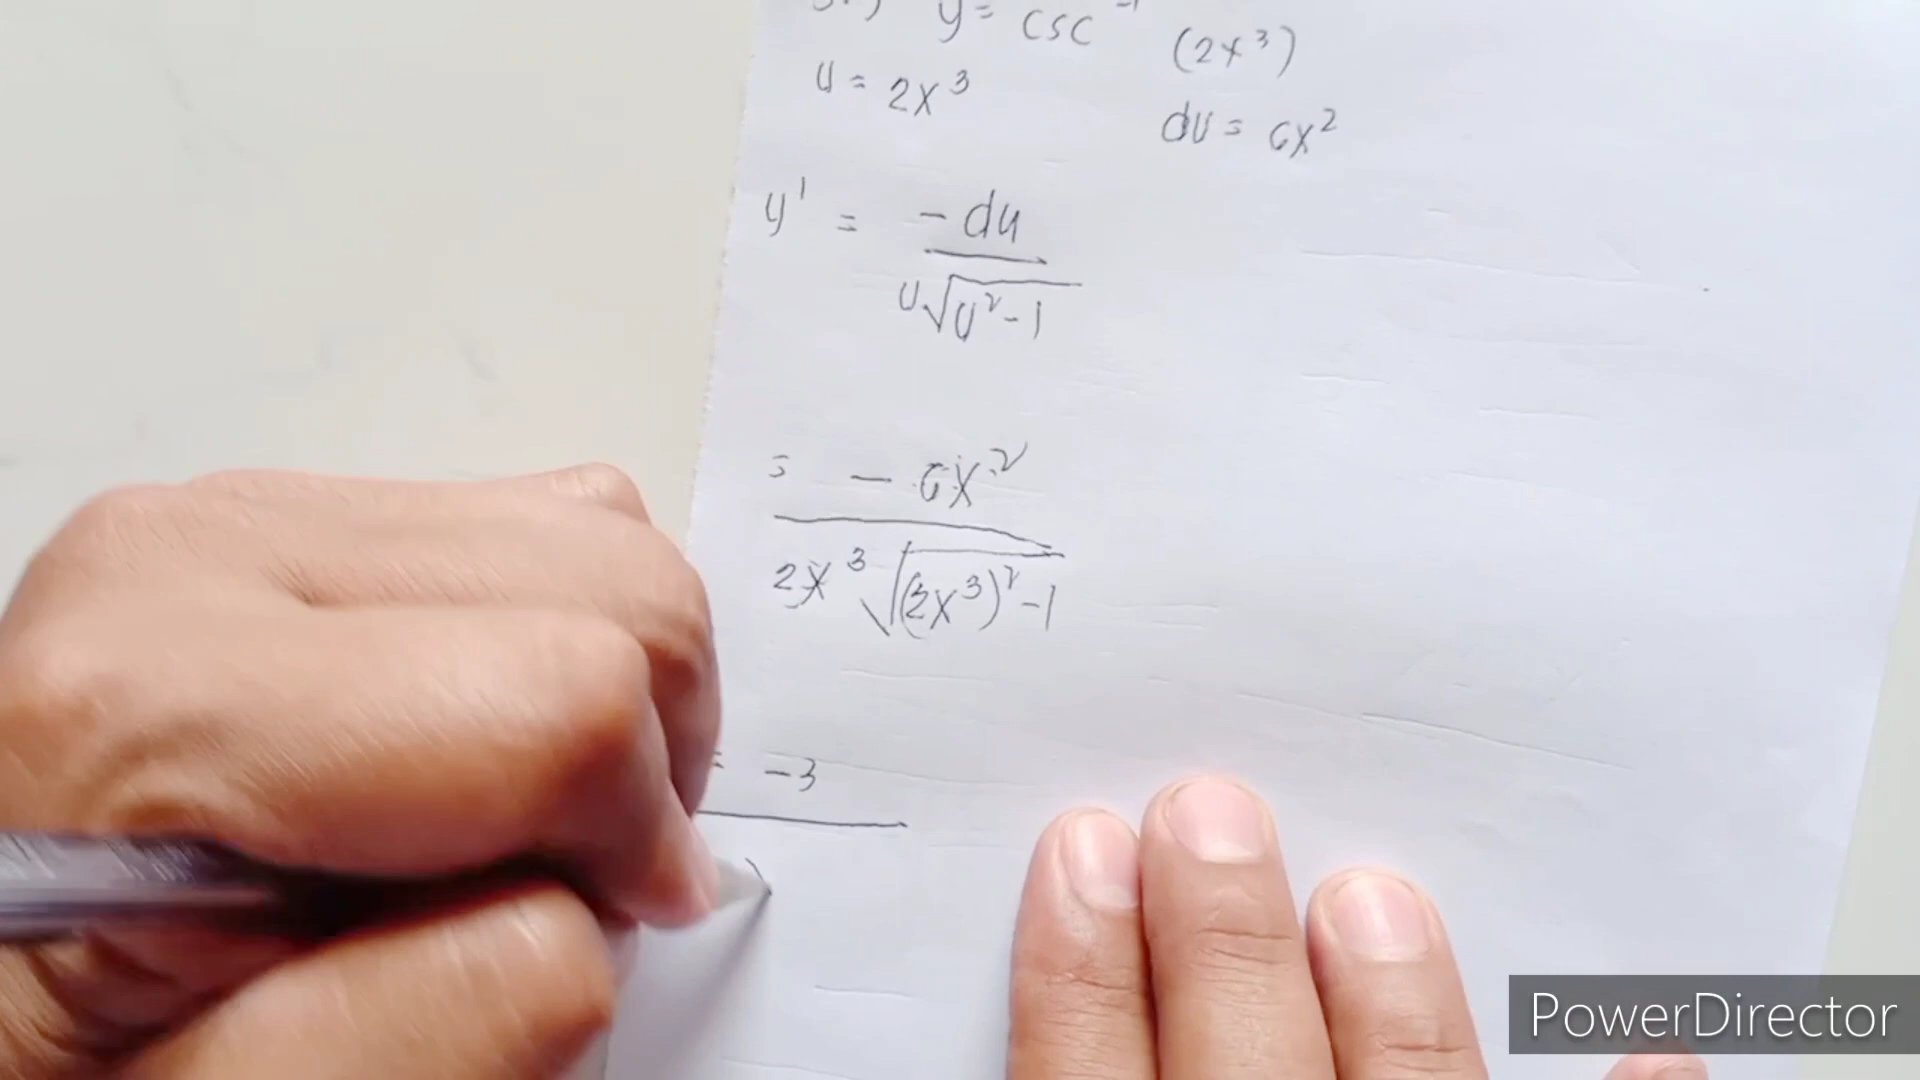 y = csc⁻¹ (2x³)
u = 2x³ du = 6x²
y' = -du
u√u²-1
= - 6x²
2x³ √(2x³)²-1
= -3
PowerDirector